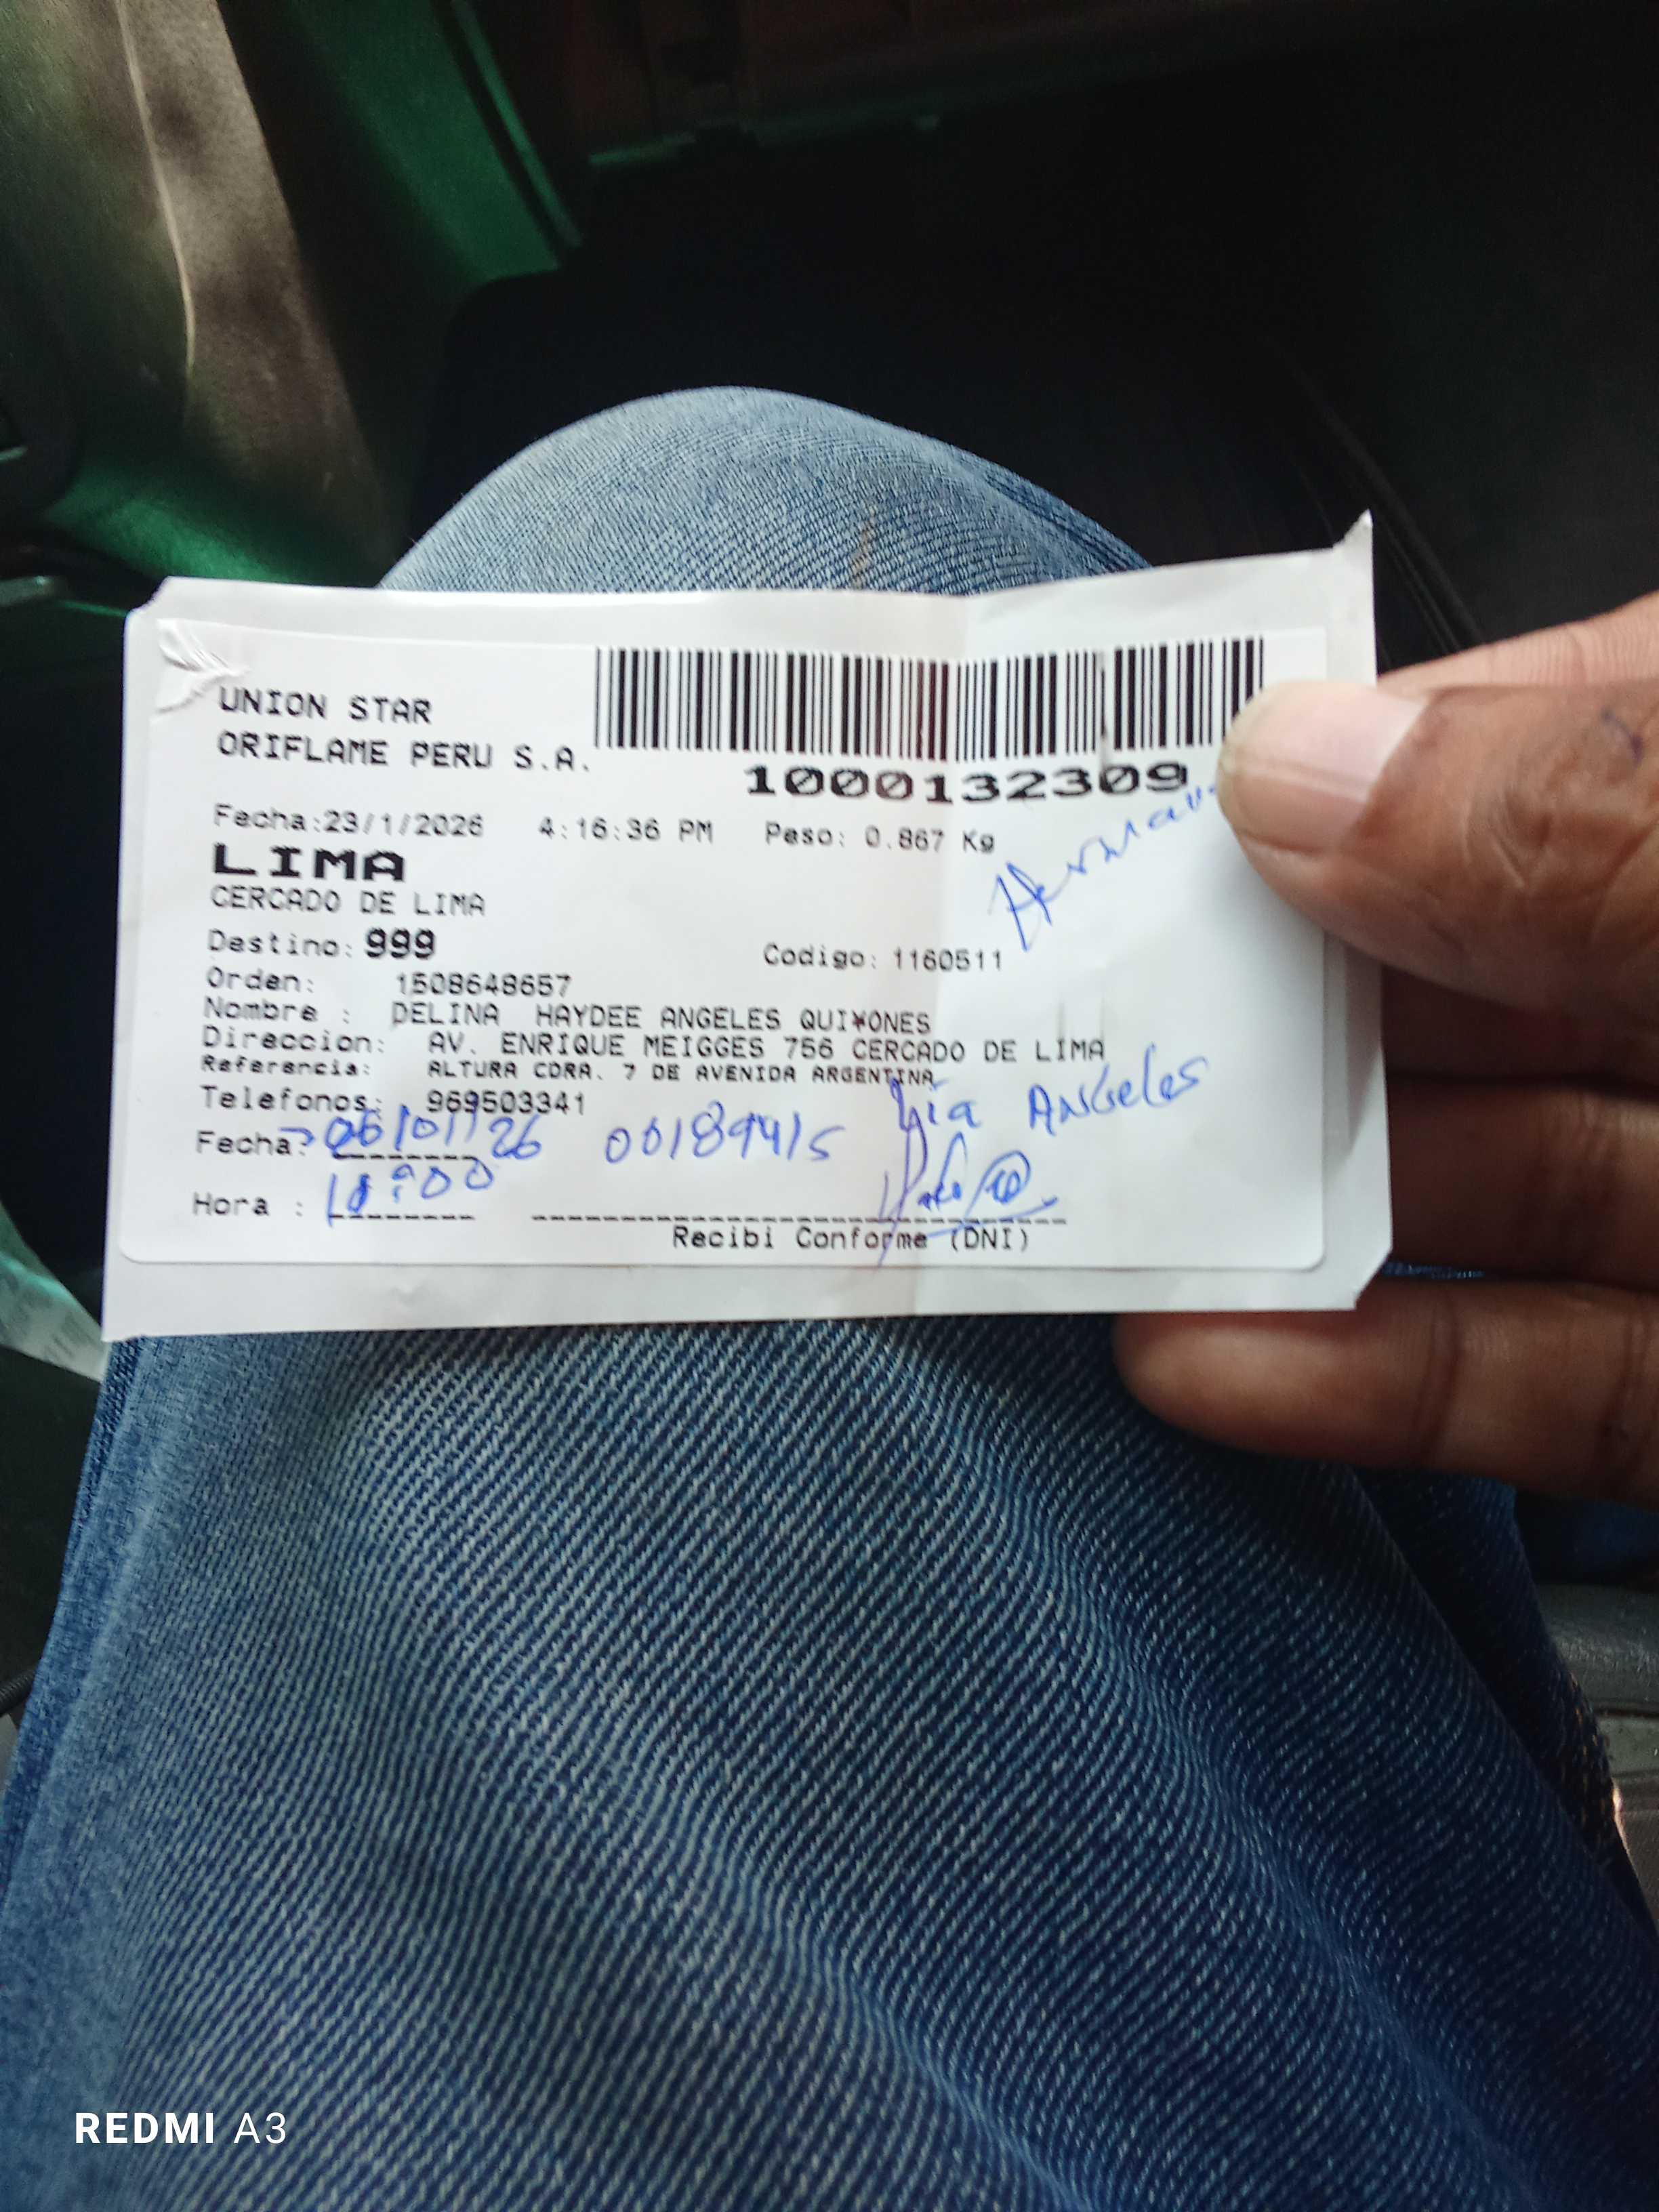 UNION STAR
ORIFLAME PERU S.A.
1000132309
Fecha:23/1/2026 4:16:36 PM Peso: 0.867 Kg
LIMA
CERCADO DE LIMA
Destino: 999 Codigo: 1160511
Orden: 1508648657
Nombre : DELINA HAYDEE ANGELES QUI¥ONES
Direccion: AV. ENRIQUE MEIGGES 756 CERCADO DE LIMA
Referencia: ALTURA CDRA. 7 DE AVENIDA ARGENTINA
Telefonos: 969503341
Fecha: 26/01/26 00189415 Angeles
Hora :
Recibi Conforme (DNI)
REDMI A3